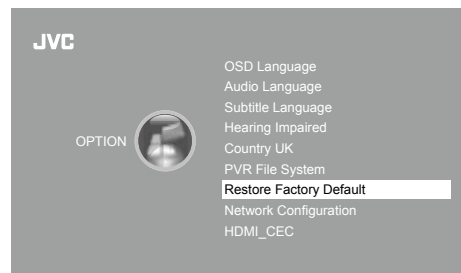 JVC
OPTION
OSD Language
Audio Language
Subtitle Language
Hearing Impaired
Country UK
PVR File System
Restore Factory Default
Network Configuration
HDMI_CEC